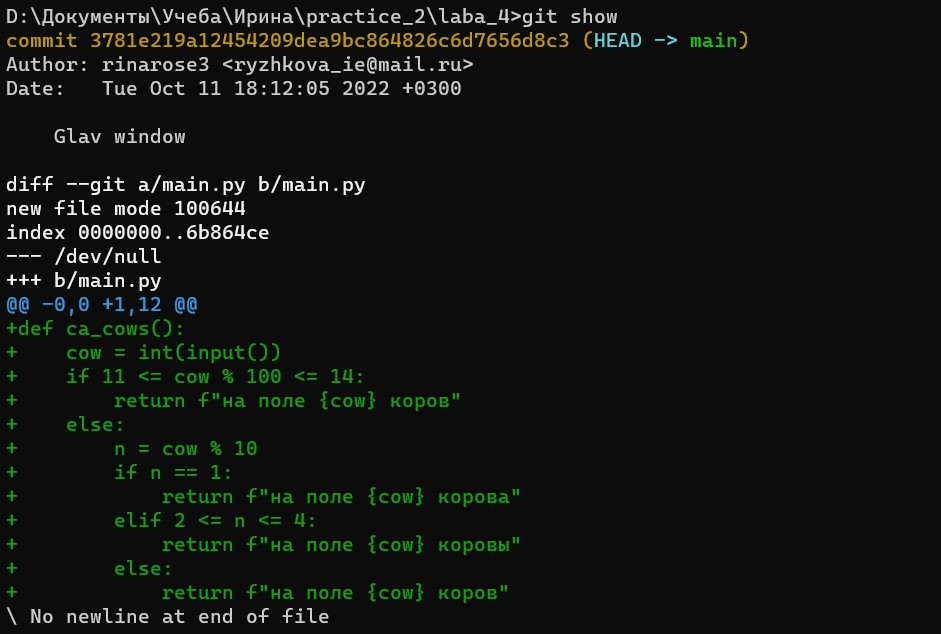 D:\Документы\Учеба\Ирина\practice_2\laba_4>git show
commit 3781e219a12454209dea9bc864826c6d7656d8c3 (HEAD -> main)
Author: rinarose3 <ryzhkova_ie@mail.ru>
Date:   Tue Oct 11 18:12:05 2022 +0300

    Glav window

diff --git a/main.py b/main.py
new file mode 100644
index 0000000..6b864ce
--- /dev/null
+++ b/main.py
@@ -0,0 +1,12 @@
+def ca_cows():
+    cow = int(input())
+    if 11 <= cow % 100 <= 14:
+        return f"на поле {cow} коров"
+    else:
+        n = cow % 10
+        if n == 1:
+            return f"на поле {cow} корова"
+        elif 2 <= n <= 4:
+            return f"на поле {cow} коровы"
+        else:
+            return f"на поле {cow} коров"
\ No newline at end of file